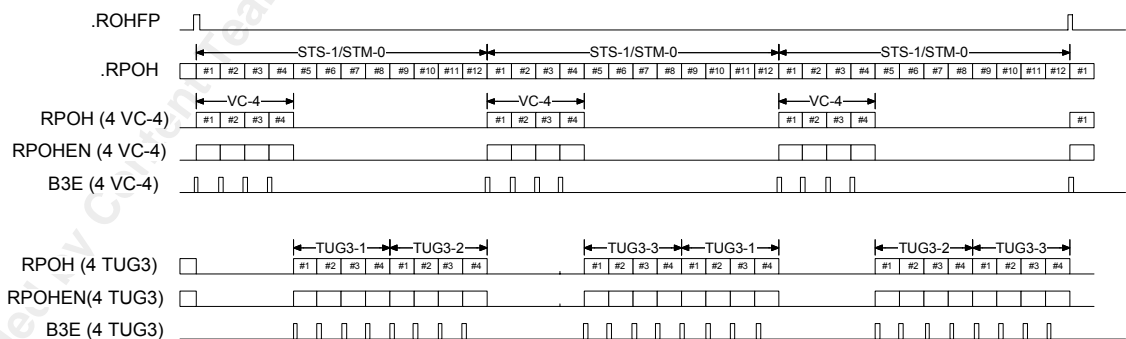 .ROHFP
STS-1/STM-0 STS-1/STM-0 STS-1/STM-0
.RPOH #1 #2 #3 #4 #5 #6 #7 #8 #9 #10 #11 #12 #1 #2 #3 #4 #5 #6 #7 #8 #9 #10 #11 #12 #1 #2 #3 #4 #5 #6 #7 #8 #9 #10 #11 #12 #1
VC-4 VC-4 VC-4
RPOH (4 VC-4) #1 #2 #3 #4 #1 #2 #3 #4 #1 #2 #3 #4 #1
RPOHEN (4 VC-4)
B3E (4 VC-4)
TUG3-1 TUG3-2 TUG3-3 TUG3-1 TUG3-2 TUG3-3
RPOH (4 TUG3) #1 #2 #3 #4 #1 #2 #3 #4 #1 #2 #3 #4 #1 #2 #3 #4 #1 #2 #3 #4 #1 #2 #3 #4
RPOHEN(4 TUG3)
B3E (4 TUG3)
by Content Tea